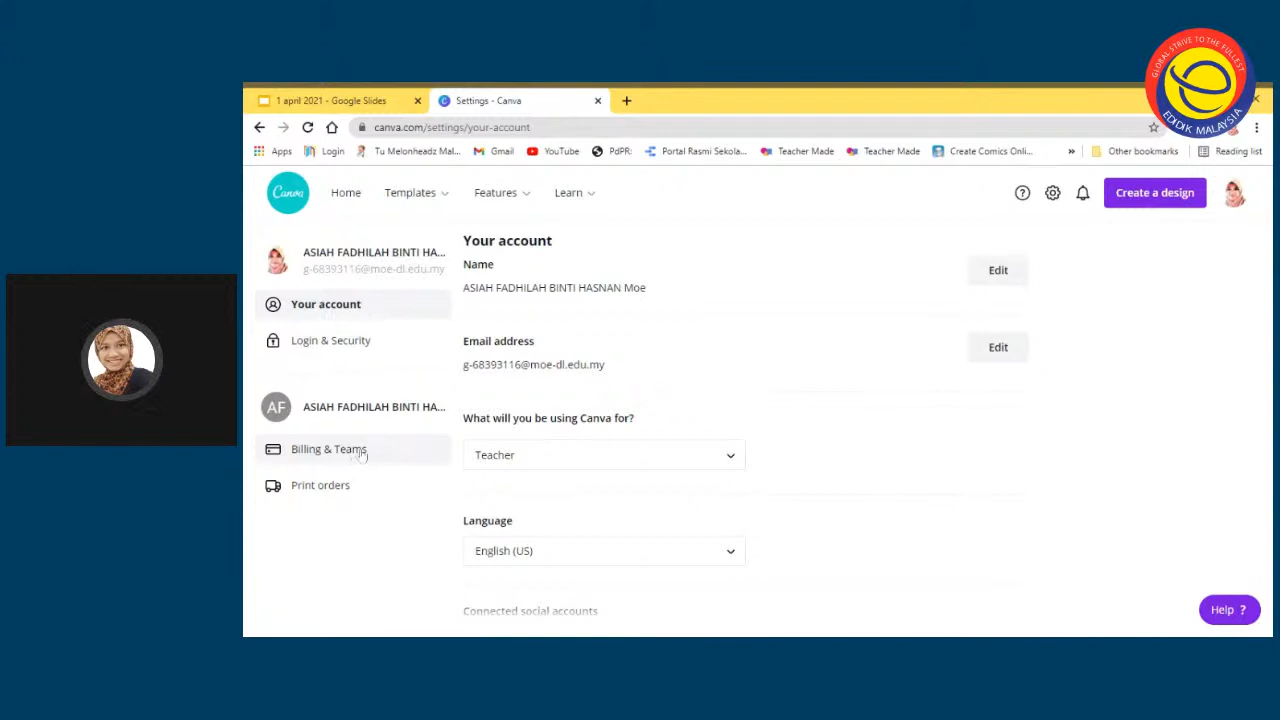 GLOBAL STRIVE TO THE FULLEST
EDIDIK MALAYSIA
1 april 2021 - Google Slides
Settings - Canva
canva.com/settings/your-account
Apps
Login
Tu Melonheadz Mal...
Gmail
YouTube
PdPR:
Portal Rasmi Sekola...
Teacher Made
Teacher Made
Create Comics Onli...
»
Other bookmarks
Reading list
Canva
Home
Templates
Features
Learn
Create a design
ASIAH FADHILAH BINTI HA...
g-68393116@moe-dl.edu.my
Your account
Login & Security
AF
ASIAH FADHILAH BINTI HA...
Billing & Teams
Print orders
Your account
Name
Edit
ASIAH FADHILAH BINTI HASNAN Moe
Email address
Edit
g-68393116@moe-dl.edu.my
What will you be using Canva for?
Teacher
Language
English (US)
Connected social accounts
Help ?